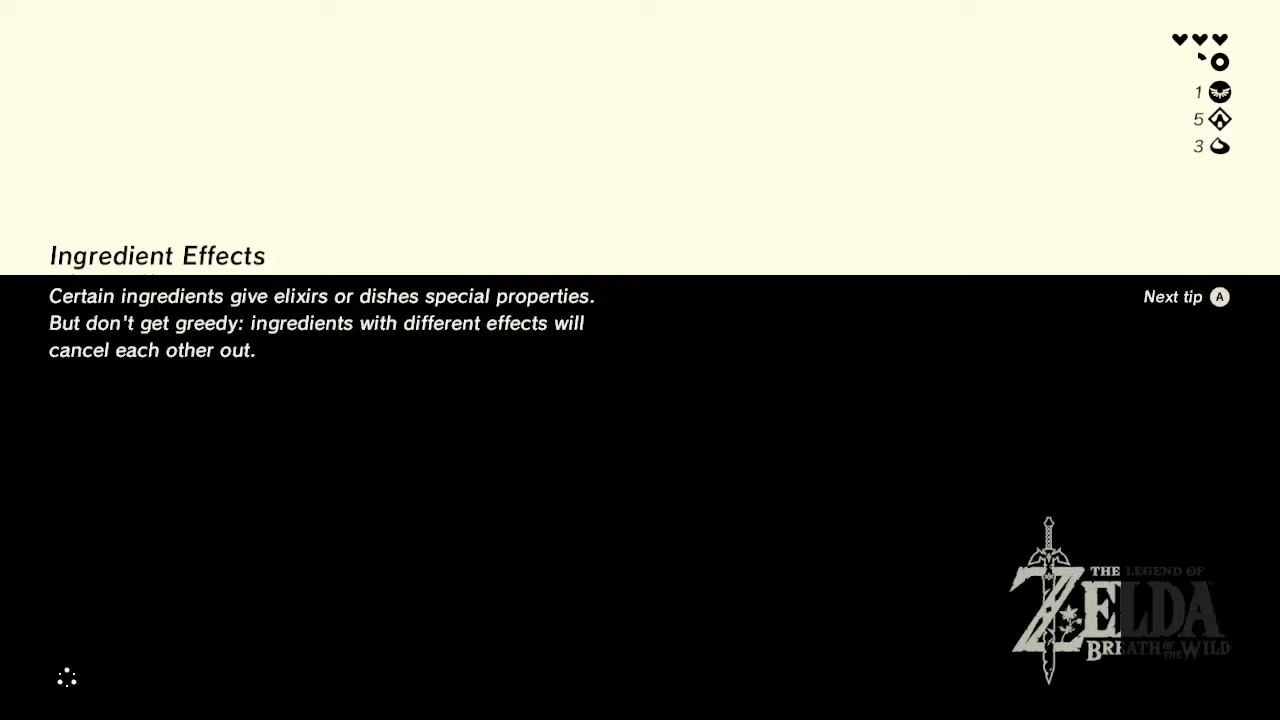 1
5
3
Ingredient Effects
Certain ingredients give elixirs or dishes special properties.
But don't get greedy: ingredients with different effects will
cancel each other out.
Next tip A
THE LEGEND OF
ZELDA
BREATH OF THE WILD